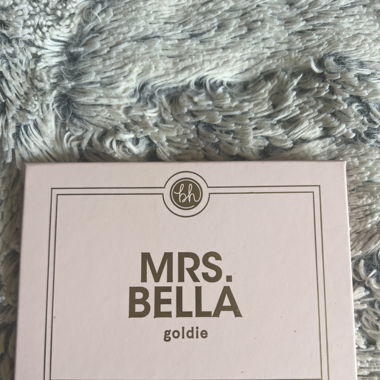 bh
MRS.
BELLA
goldie